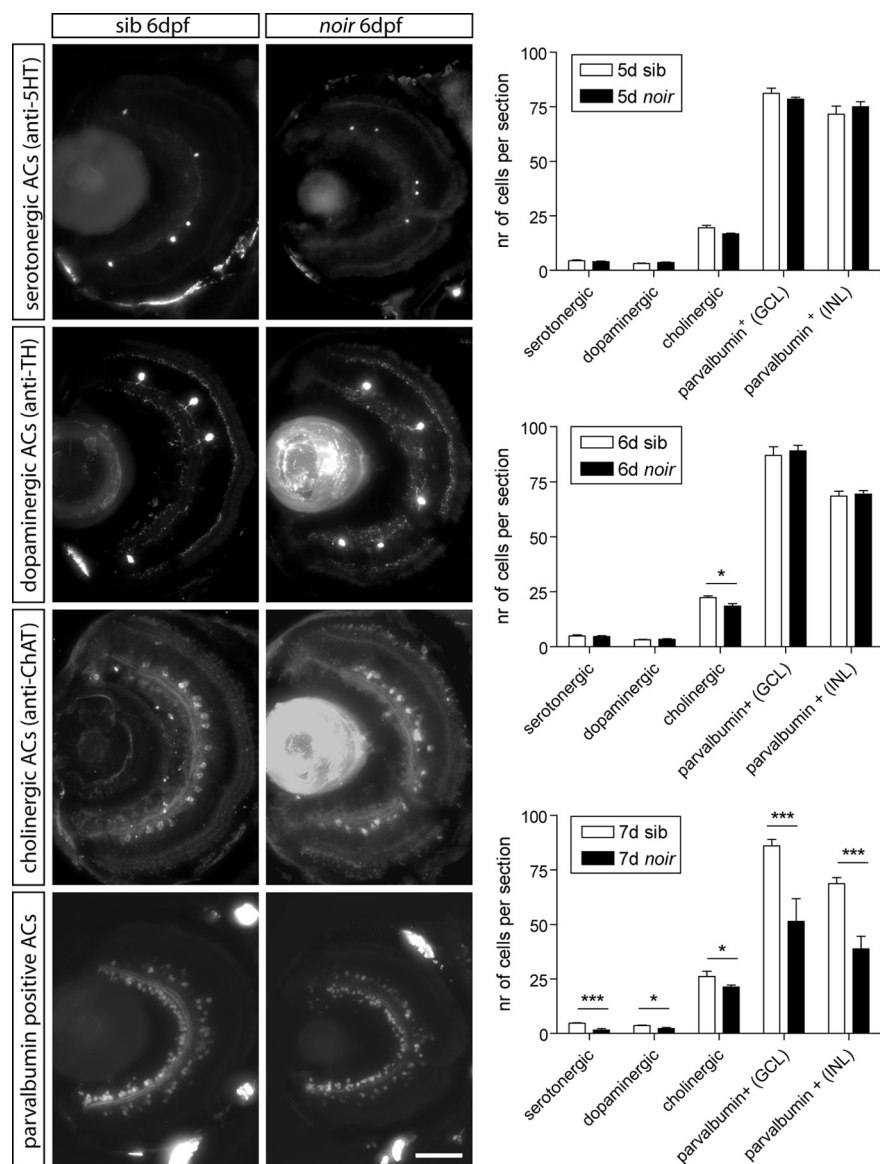 sib 6dpf
noir 6dpf
serotonergic ACs (anti-5HT)
dopaminergic ACs (anti-TH)
cholinergic ACs (anti-ChAT)
parvalbumin positive ACs
100
75
50
25
0
nr of cells per section
5d sib
5d noir
serotonergic
dopaminergic
cholinergic
parvalbumin⁺ (GCL)
parvalbumin⁺ (INL)
100
75
50
25
0
nr of cells per section
6d sib
6d noir
*
serotonergic
dopaminergic
cholinergic
parvalbumin+ (GCL)
parvalbumin + (INL)
100
75
50
25
0
nr of cells per section
7d sib
7d noir
***
*
*
***
***
serotonergic
dopaminergic
cholinergic
parvalbumin+ (GCL)
parvalbumin + (INL)